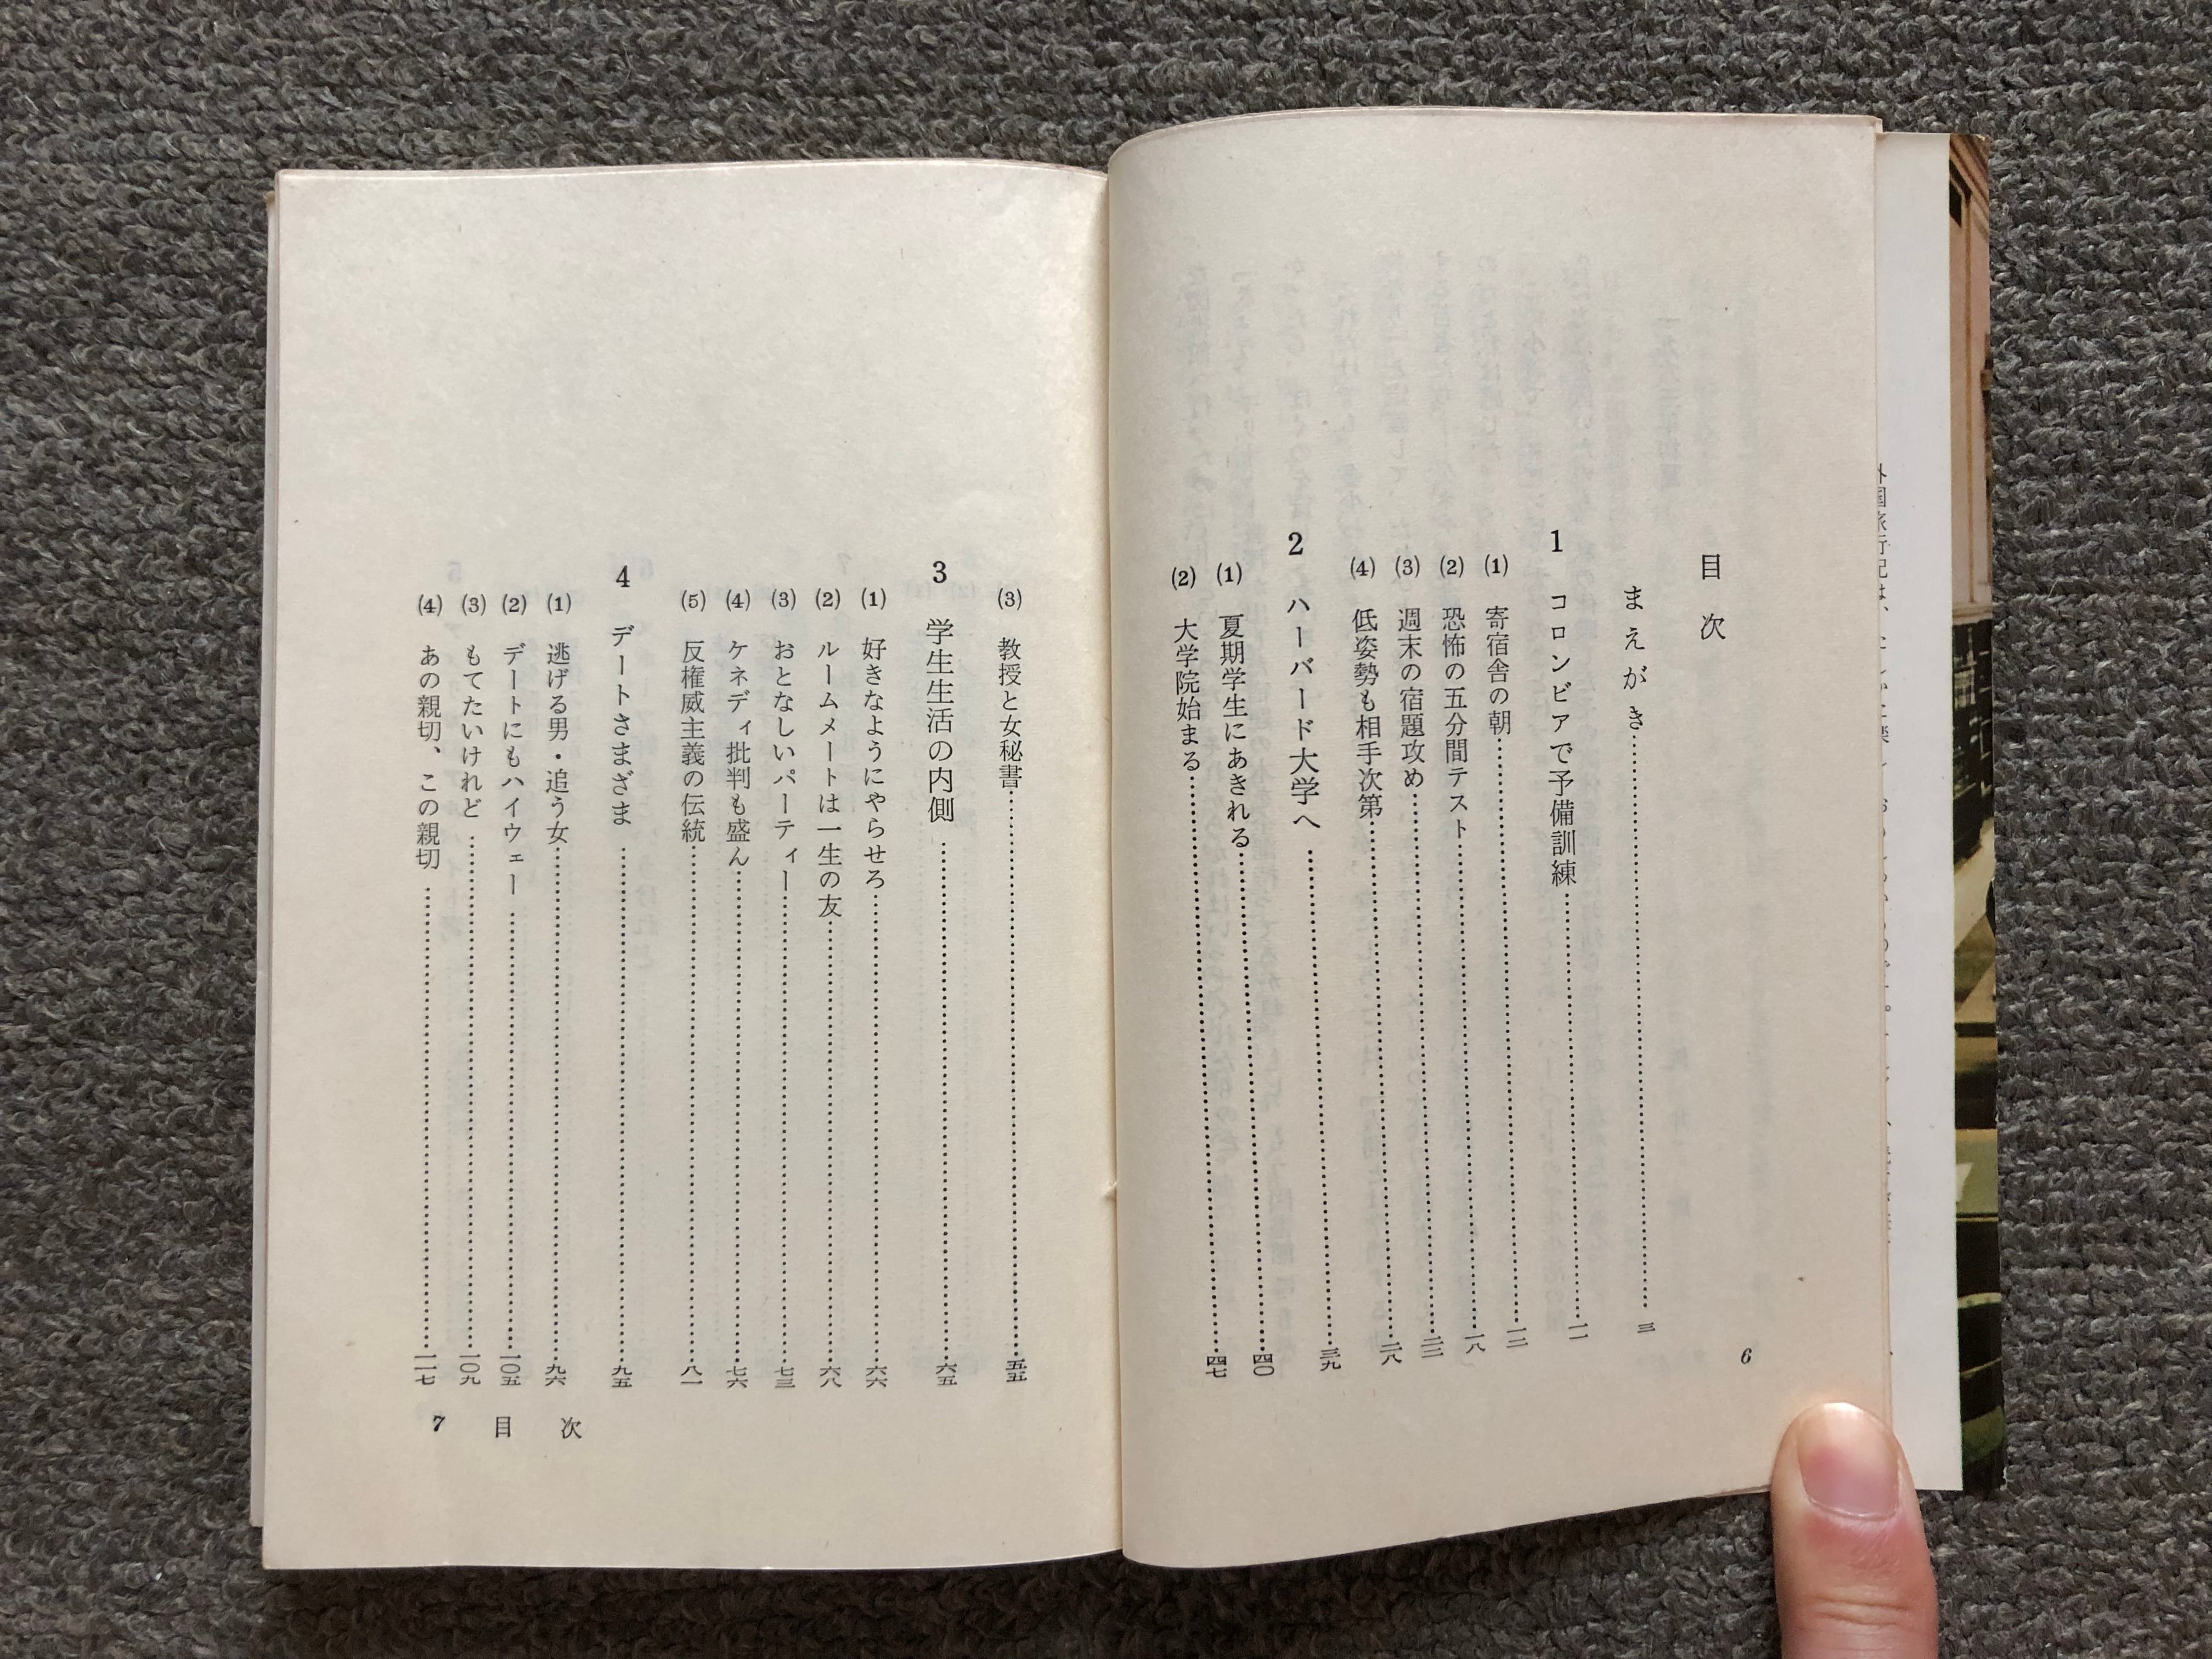 目次
まえがき……三
1 コロンビアで予備訓練……一一
(1) 寄宿舎の朝……一二
(2) 恐怖の五分間テスト……一八
(3) 週末の宿題攻め……二三
(4) 低姿勢も相手次第……二八
2 ハーバード大学へ……三九
(1) 夏期学生にあきれる……四〇
(2) 大学院始まる……四七
6
(3) 教授と女秘書……五五
3 学生生活の内側……六五
(1) 好きなようにやらせろ……六六
(2) ルームメートは一生の友……六八
(3) おとなしいパーティー……七三
(4) ケネディ批判も盛ん……七六
(5) 反権威主義の伝統……八一
4 デートさまざま……九五
(1) 逃げる男・追う女……九六
(2) デートにもハイウェー……一〇五
(3) もてたいけれど……一〇九
(4) あの親切、この親切……一一七
7 目次